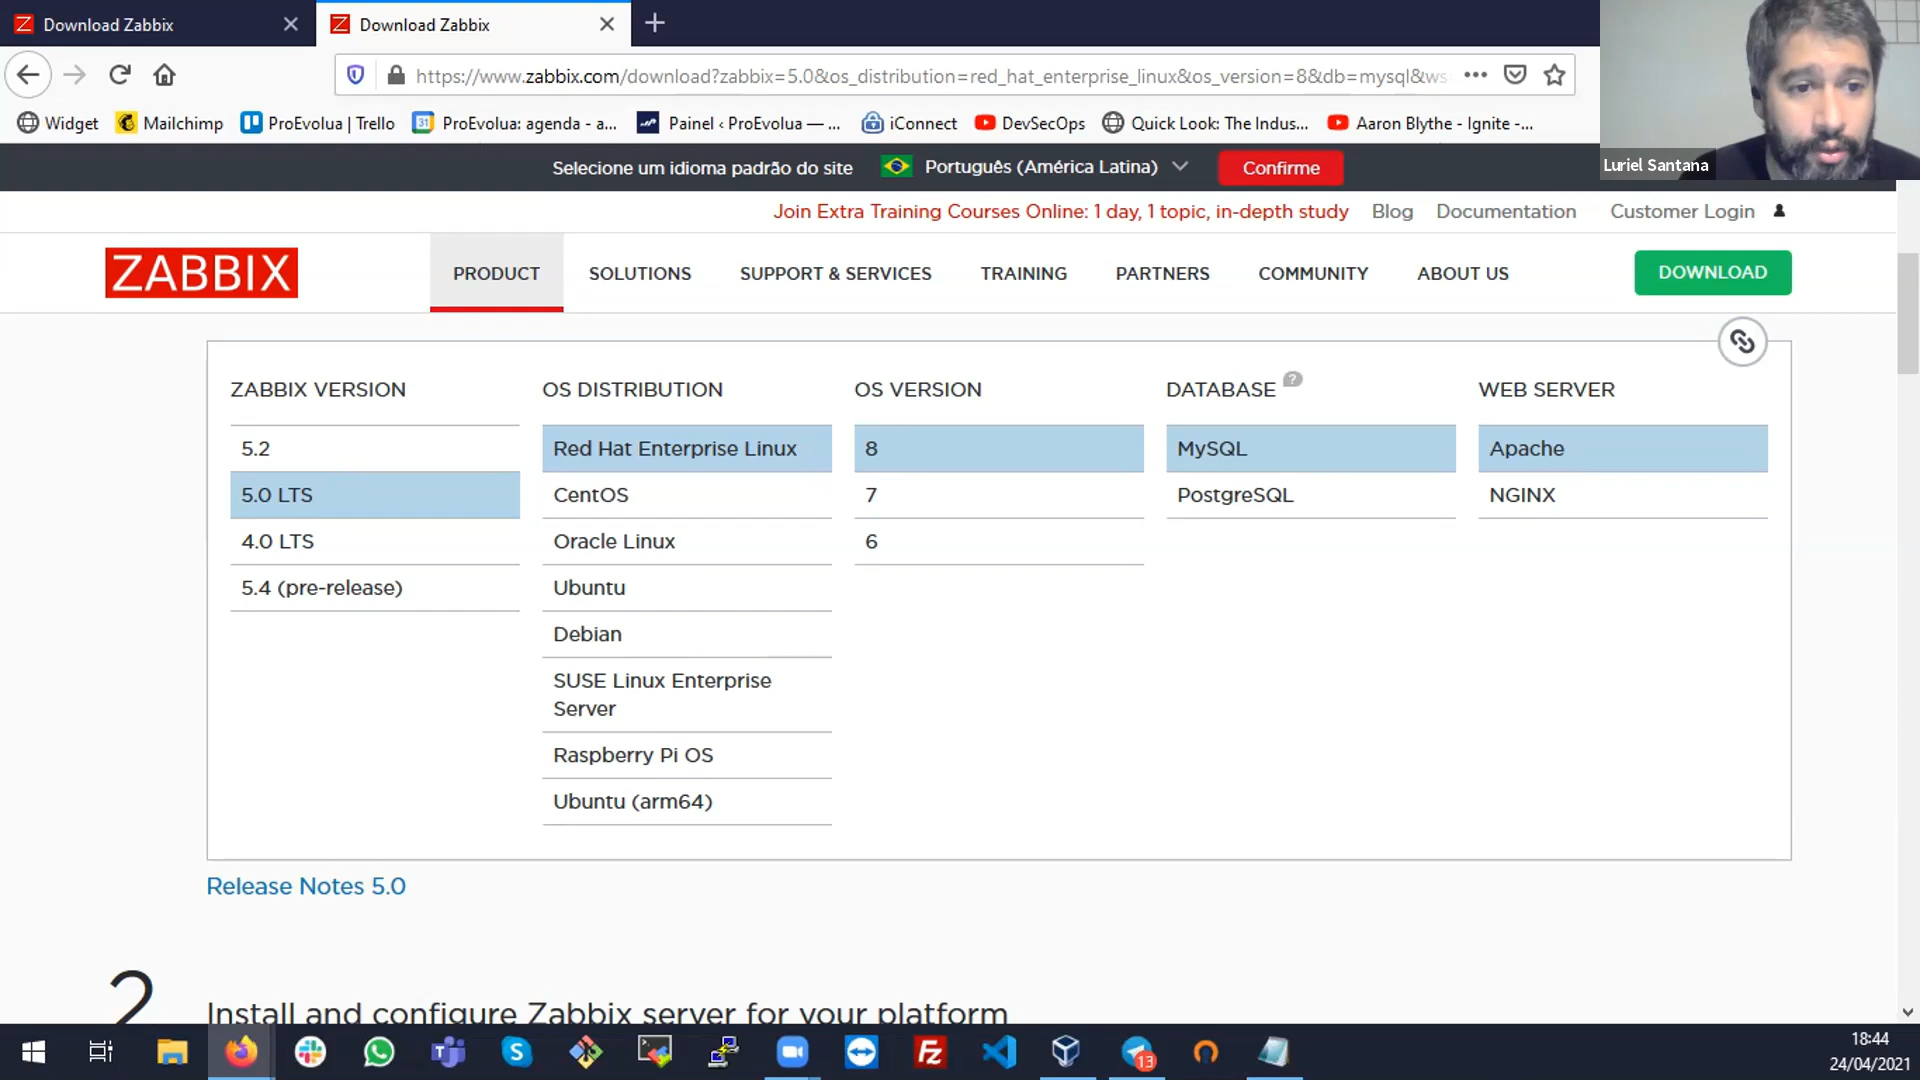 Download Zabbix
Download Zabbix
https://www.zabbix.com/download?zabbix=5.0&os_distribution=red_hat_enterprise_linux&os_version=8&db=mysql&ws
Widget
Mailchimp
ProEvolua | Trello
31
ProEvolua: agenda - a...
Painel ‹ ProEvolua — ...
iConnect
DevSecOps
Quick Look: The Indus...
Aaron Blythe - Ignite -...
Luriel Santana
Selecione um idioma padrão do site
Português (América Latina)
Confirme
Join Extra Training Courses Online: 1 day, 1 topic, in-depth study
Blog
Documentation
Customer Login
ZABBIX
PRODUCT
SOLUTIONS
SUPPORT & SERVICES
TRAINING
PARTNERS
COMMUNITY
ABOUT US
DOWNLOAD
ZABBIX VERSION
5.2
5.0 LTS
4.0 LTS
5.4 (pre-release)
OS DISTRIBUTION
Red Hat Enterprise Linux
CentOS
Oracle Linux
Ubuntu
Debian
SUSE Linux Enterprise
Server
Raspberry Pi OS
Ubuntu (arm64)
OS VERSION
8
7
6
DATABASE ?
MySQL
PostgreSQL
WEB SERVER
Apache
NGINX
Release Notes 5.0
2
Install and configure Zabbix server for your platform
13
18:44
24/04/2021